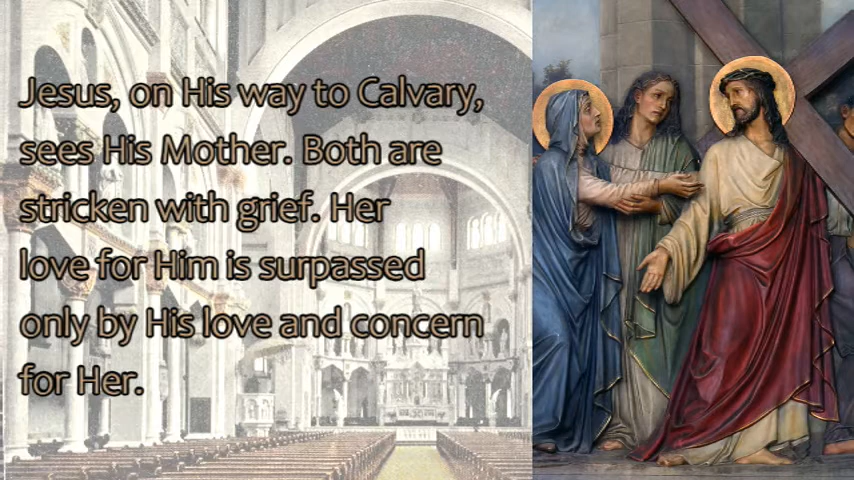 Jesus, on His way to Calvary,
sees His Mother. Both are
stricken with grief. Her
love for Him is surpassed
only by His love and concern
for Her.